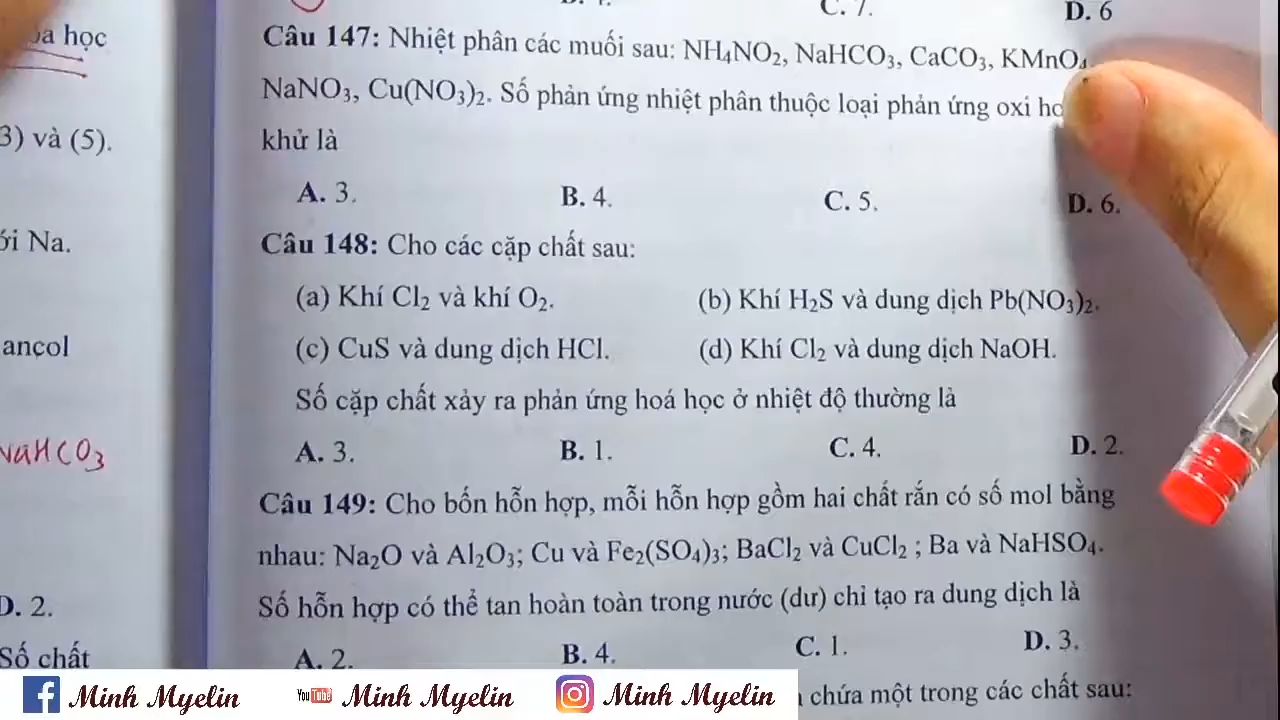 ọc
C. 7.
D. 6
Câu 147: Nhiệt phân các muối sau: NH₄NO₂, NaHCO₃, CaCO₃, KMnO₄
NaNO₃, Cu(NO₃)₂. Số phản ứng nhiệt phân thuộc loại phản ứng oxi
khử là
A. 3. B. 4. C. 5. D. 6.
Câu 148: Cho các cặp chất sau:
(a) Khí Cl₂ và khí O₂. (b) Khí H₂S và dung dịch Pb(NO₃)₂.
(c) CuS và dung dịch HCl. (d) Khí Cl₂ và dung dịch NaOH.
Số cặp chất xảy ra phản ứng hoá học ở nhiệt độ thường là
A. 3. B. 1. C. 4. D. 2.
Câu 149: Cho bốn hỗn hợp, mỗi hỗn hợp gồm hai chất rắn có số mol bằng
nhau: Na₂O và Al₂O₃; Cu và Fe₂(SO₄)₃; BaCl₂ và CuCl₂ ; Ba và NaHSO₄.
Số hỗn hợp có thể tan hoàn toàn trong nước (dư) chỉ tạo ra dung dịch là
A. 2. B. 4. C. 1. D. 3.
chứa một trong các chất sau:
học
3) và (5).
ới Na.
ancol
NaHCO₃
D. 2.
Số chất
Minh Myelin YouTube Minh Myelin Minh Myelin